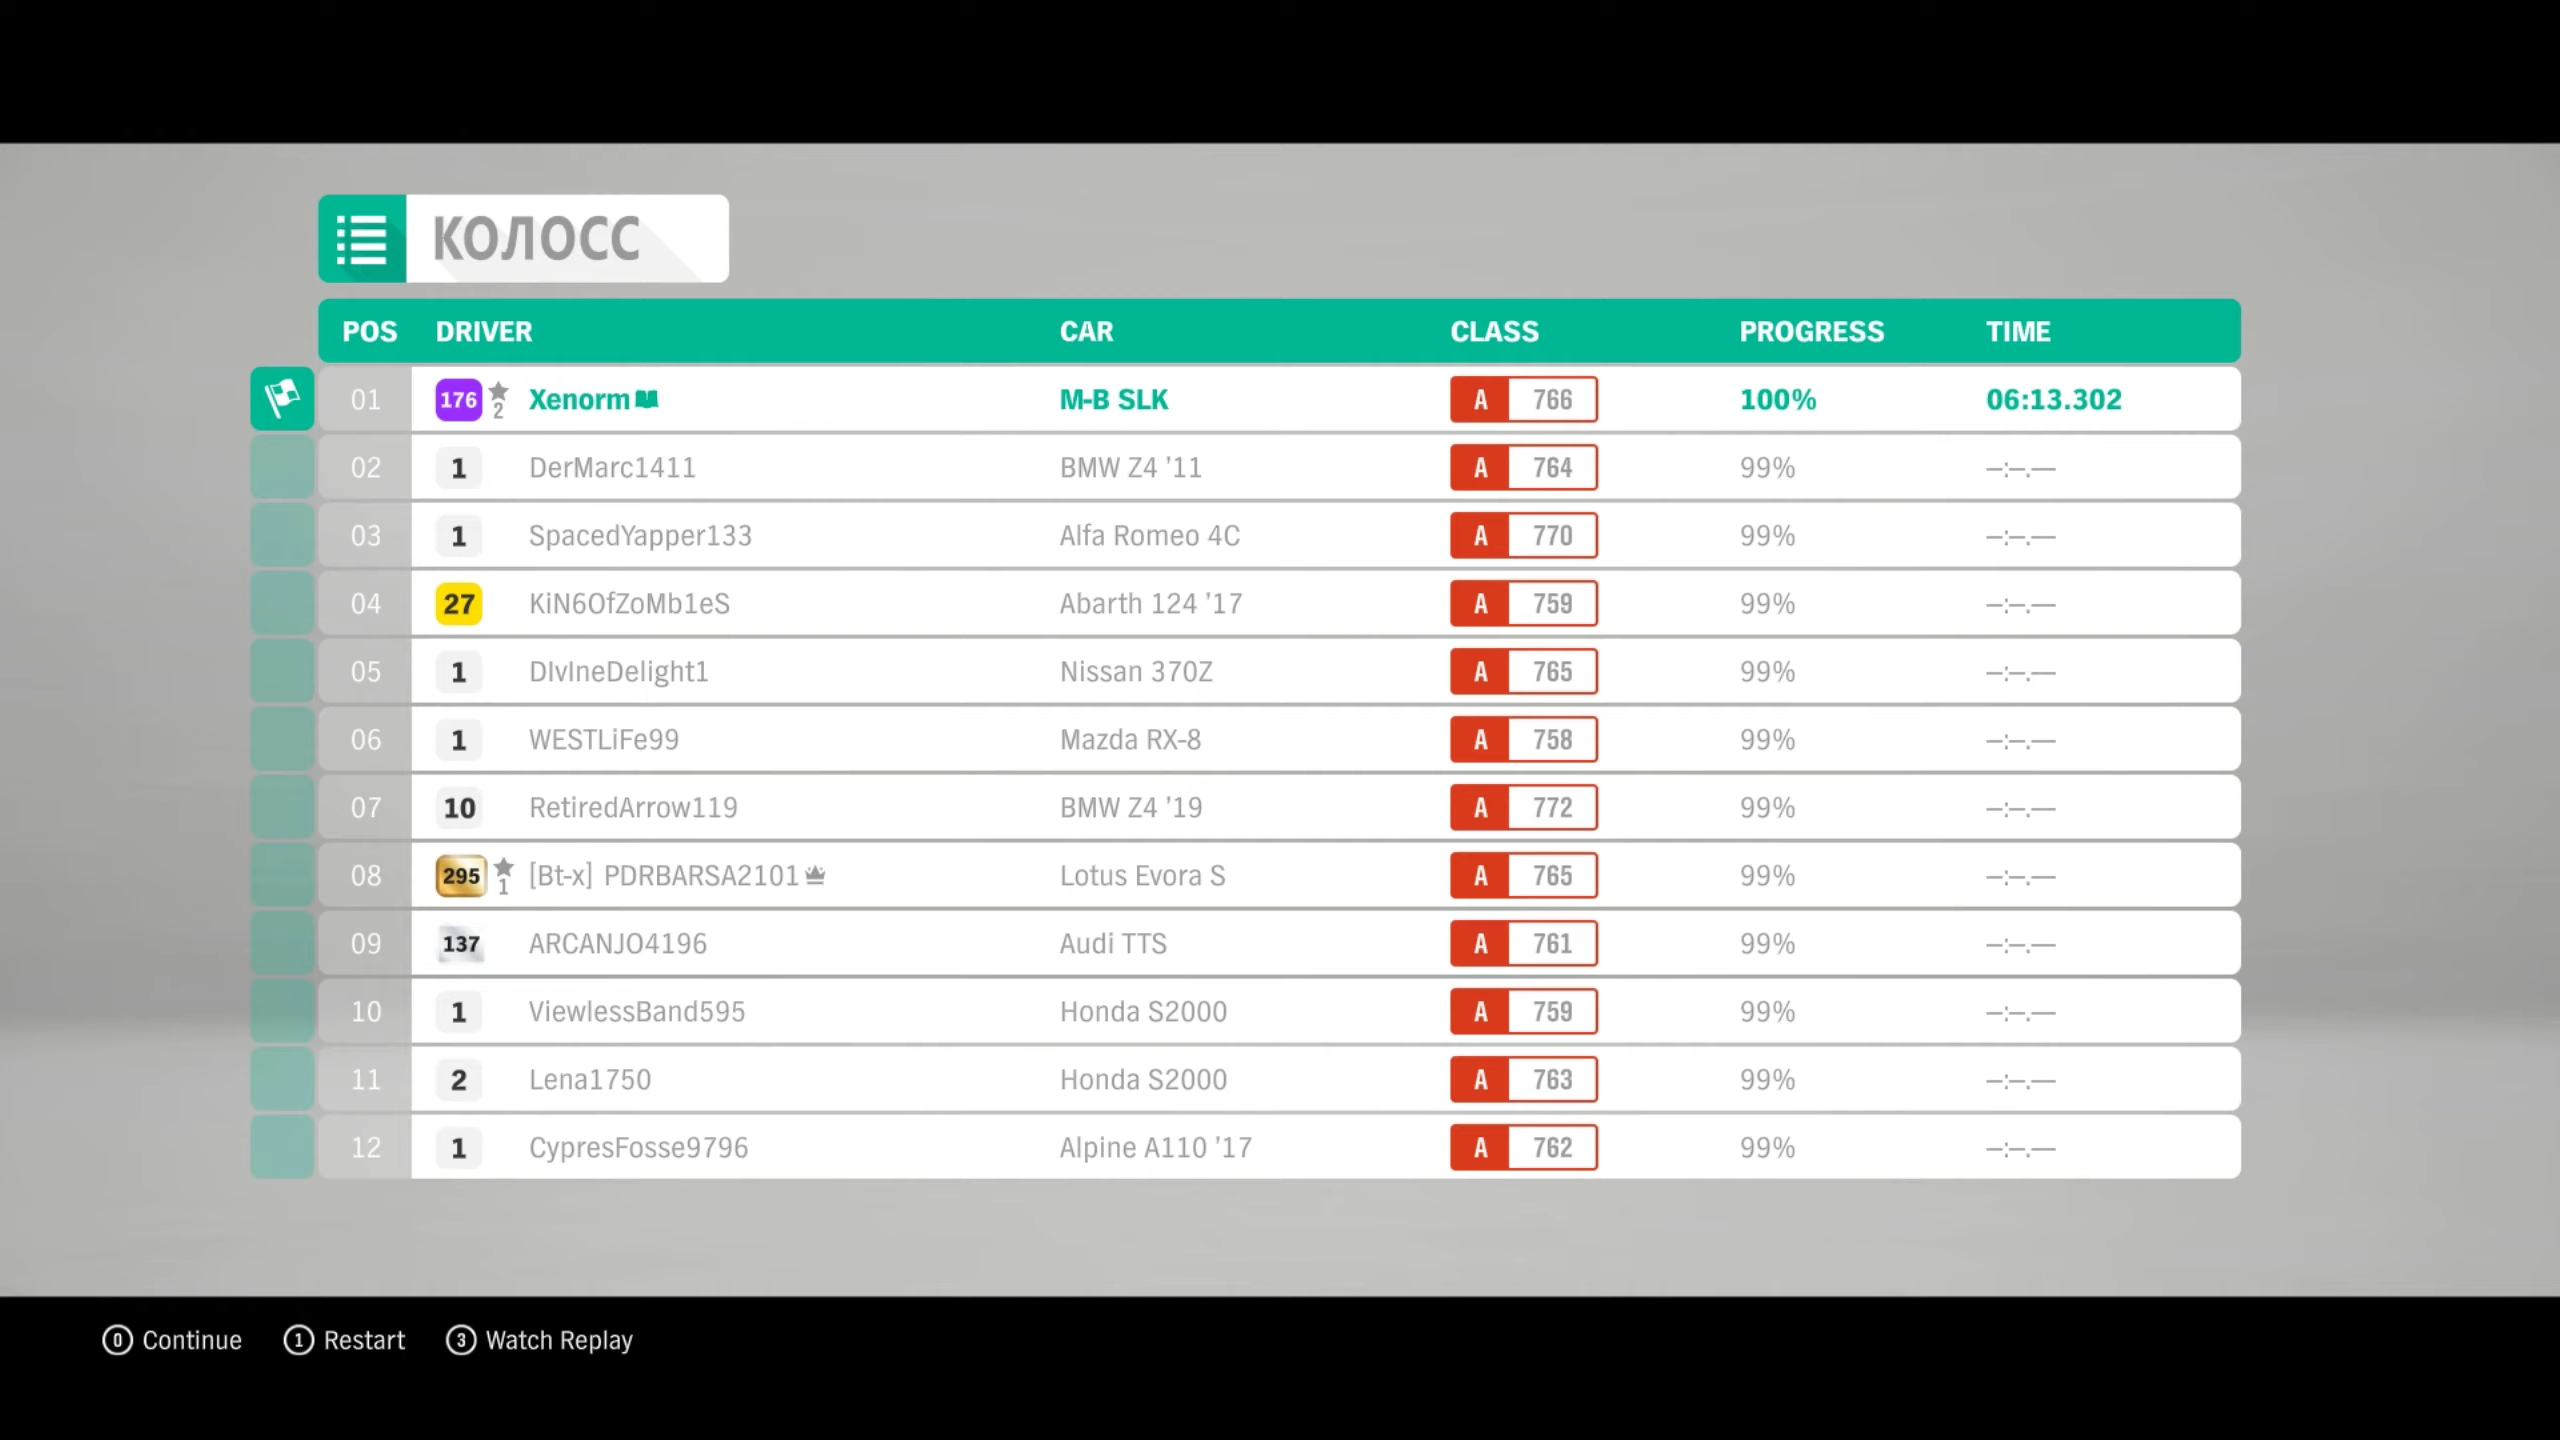 КОЛОСС
POS DRIVER CAR CLASS PROGRESS TIME
01 176 2 Xenorm M-B SLK A 766 100% 06:13.302
02 1 DerMarc1411 BMW Z4 '11 A 764 99% --:--.---
03 1 SpacedYapper133 Alfa Romeo 4C A 770 99% --:--.---
04 27 KiN6OfZoMb1eS Abarth 124 '17 A 759 99% --:--.---
05 1 DIvIneDelight1 Nissan 370Z A 765 99% --:--.---
06 1 WESTLiFe99 Mazda RX-8 A 758 99% --:--.---
07 10 RetiredArrow119 BMW Z4 '19 A 772 99% --:--.---
08 295 1 [Bt-x] PDRBARSA2101 Lotus Evora S A 765 99% --:--.---
09 137 ARCANJO4196 Audi TTS A 761 99% --:--.---
10 1 ViewlessBand595 Honda S2000 A 759 99% --:--.---
11 2 Lena1750 Honda S2000 A 763 99% --:--.---
12 1 CypresFosse9796 Alpine A110 '17 A 762 99% --:--.---
0 Continue 1 Restart 3 Watch Replay